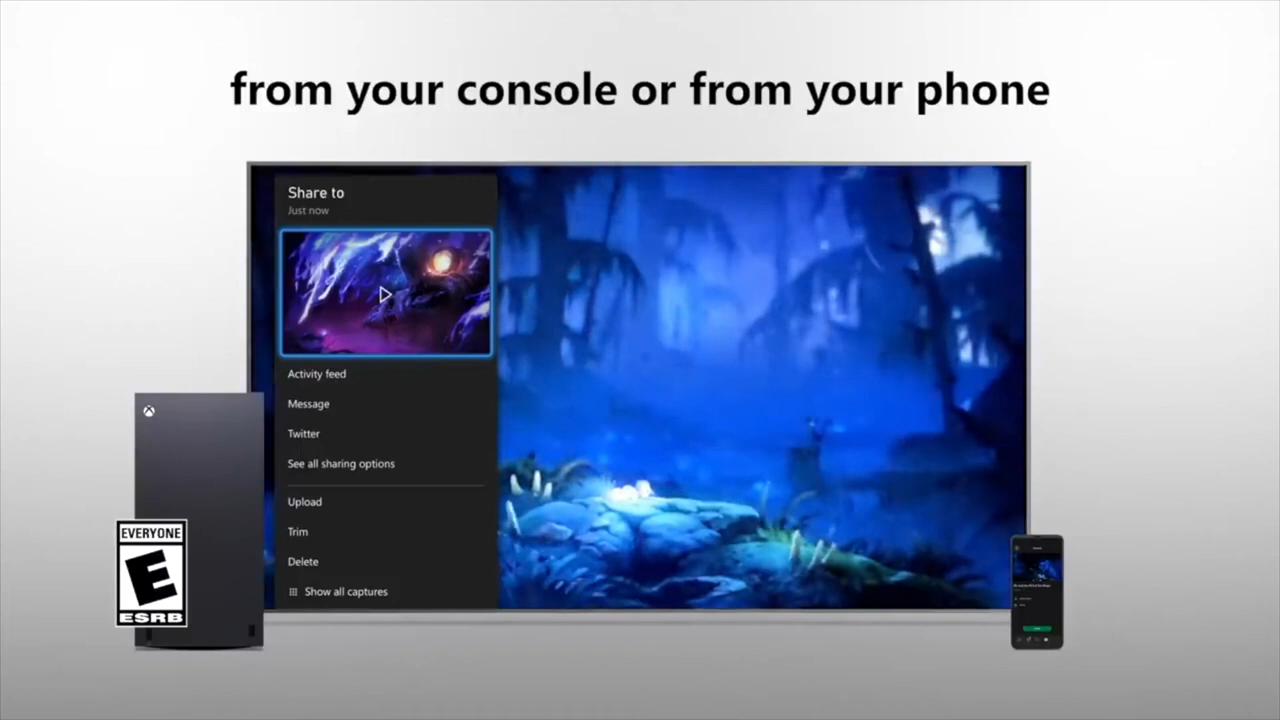 from your console or from your phone
Share to
Just now
Activity feed
Message
Twitter
See all sharing options
Upload
Trim
Delete
Show all captures
EVERYONE
E
ESRB